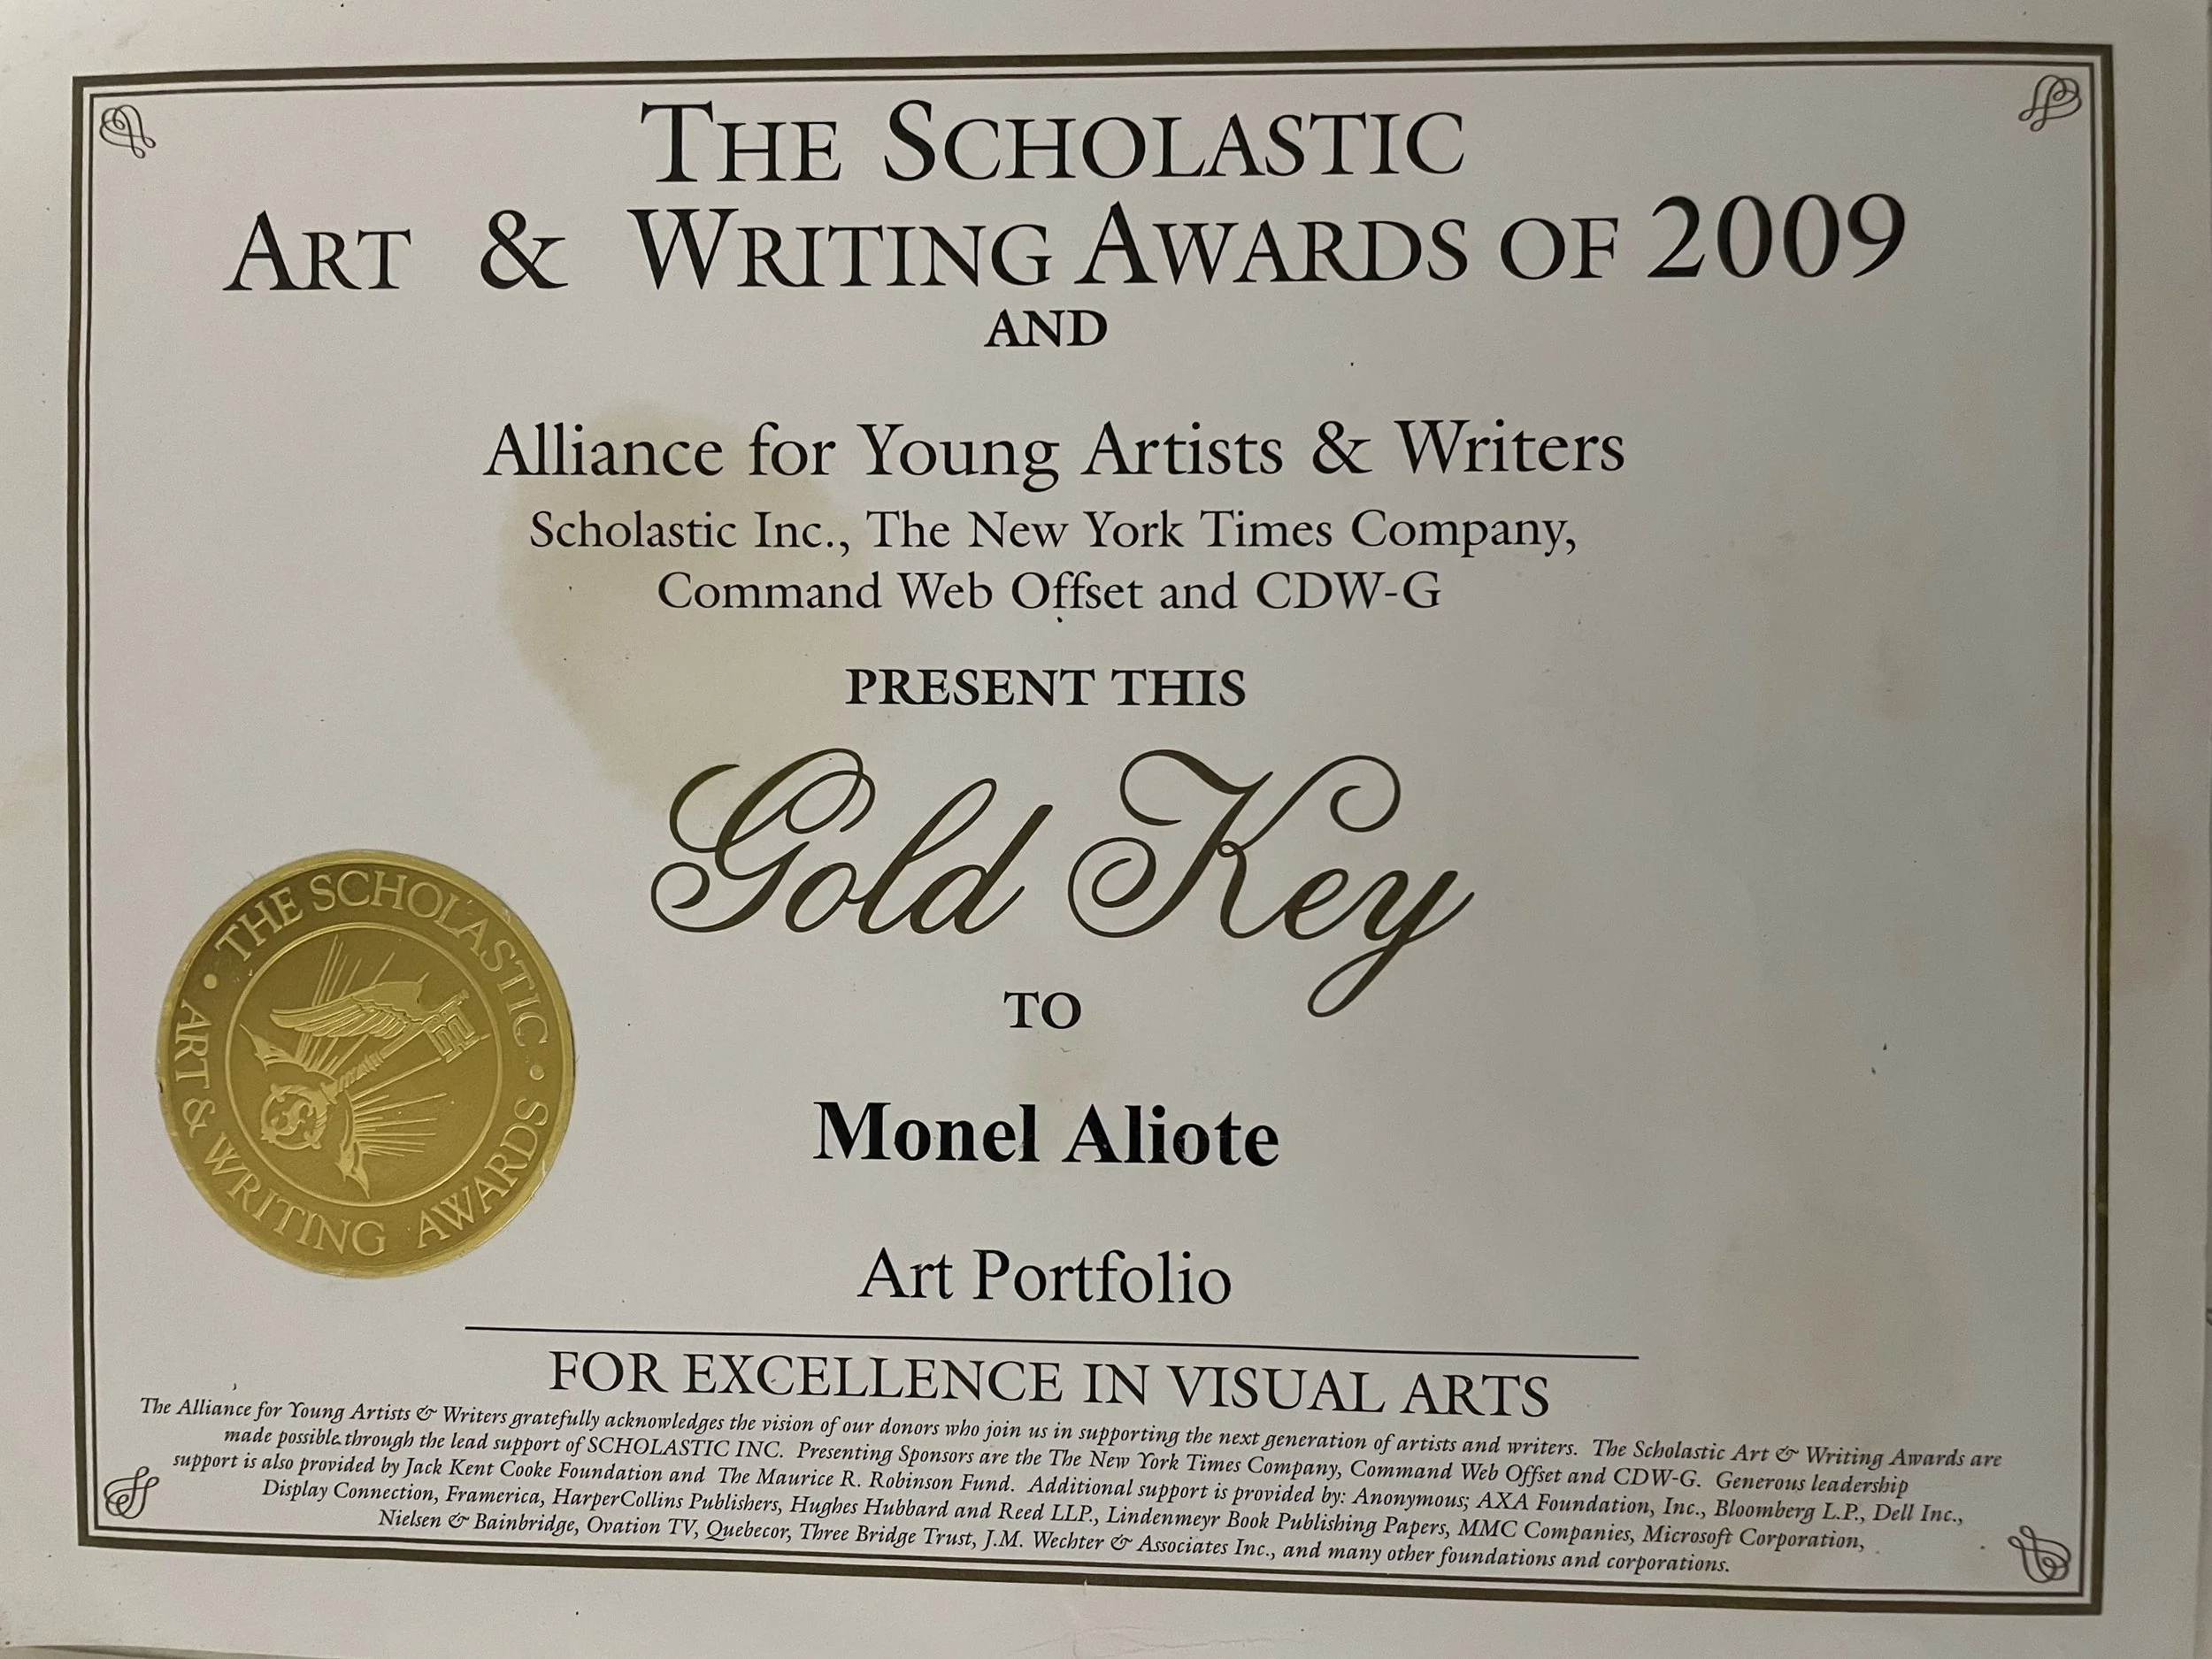 THE SCHOLASTIC
ART & WRITING AWARDS OF 2009
AND
Alliance for Young Artists & Writers
Scholastic Inc., The New York Times Company,
Command Web Offset and CDW-G
PRESENT THIS
Gold Key
TO
Monel Aliote
Art Portfolio
FOR EXCELLENCE IN VISUAL ARTS
The Alliance for Young Artists & Writers gratefully acknowledges the vision of our donors who join us in supporting the next generation of artists and writers. The Scholastic Art & Writing Awards are
made possible through the lead support of SCHOLASTIC INC. Presenting Sponsors are the The New York Times Company, Command Web Offset and CDW-G. Generous leadership
support is also provided by Jack Kent Cooke Foundation and The Maurice R. Robinson Fund. Additional support is provided by: Anonymous; AXA Foundation, Inc., Bloomberg L.P., Dell Inc.,
Display Connection, Framerica, HarperCollins Publishers, Hughes Hubbard and Reed LLP., Lindenmeyr Book Publishing Papers, MMC Companies, Microsoft Corporation,
Nielsen & Bainbridge, Ovation TV, Quebecor, Three Bridge Trust, J.M. Wechter & Associates Inc., and many other foundations and corporations.
THE SCHOLASTIC • ART & WRITING AWARDS •
S